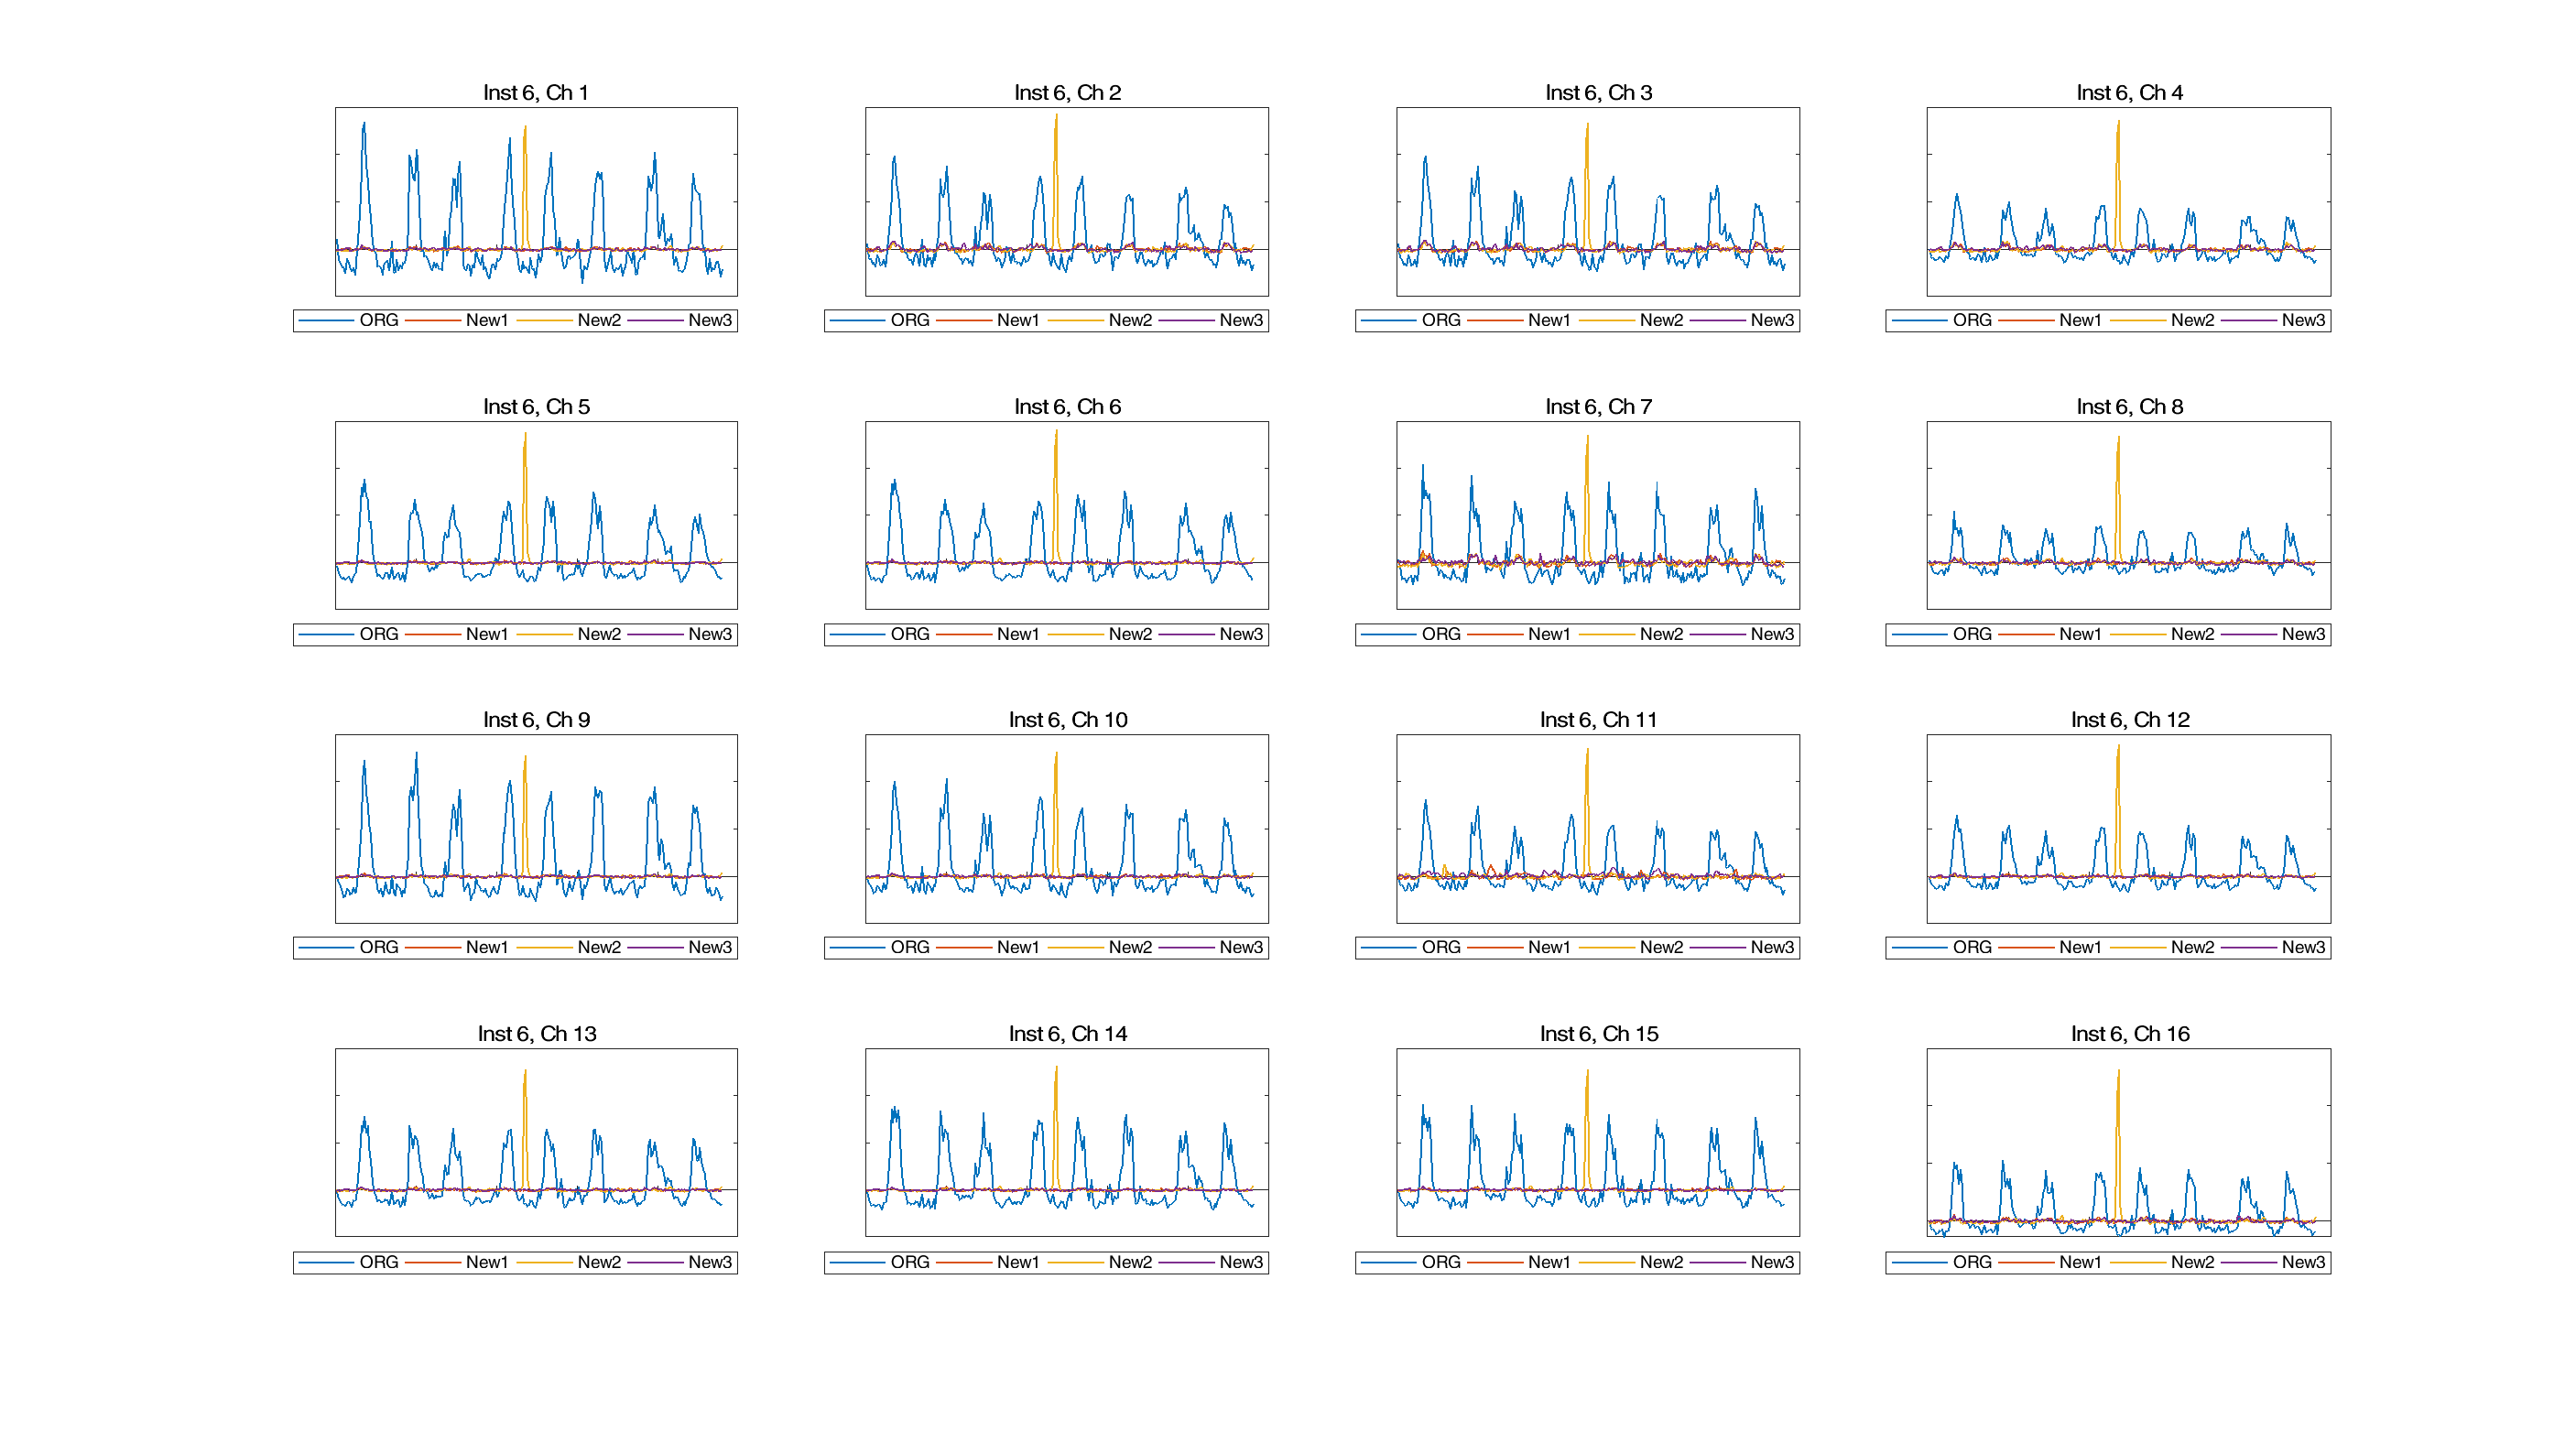 Inst 6, Ch 1
Inst 6, Ch 2
Inst 6, Ch 3
Inst 6, Ch 4
ORG New1 New2 New3
ORG New1 New2 New3
ORG New1 New2 New3
ORG New1 New2 New3
Inst 6, Ch 5
Inst 6, Ch 6
Inst 6, Ch 7
Inst 6, Ch 8
ORG New1 New2 New3
ORG New1 New2 New3
ORG New1 New2 New3
ORG New1 New2 New3
Inst 6, Ch 9
Inst 6, Ch 10
Inst 6, Ch 11
Inst 6, Ch 12
ORG New1 New2 New3
ORG New1 New2 New3
ORG New1 New2 New3
ORG New1 New2 New3
Inst 6, Ch 13
Inst 6, Ch 14
Inst 6, Ch 15
Inst 6, Ch 16
ORG New1 New2 New3
ORG New1 New2 New3
ORG New1 New2 New3
ORG New1 New2 New3